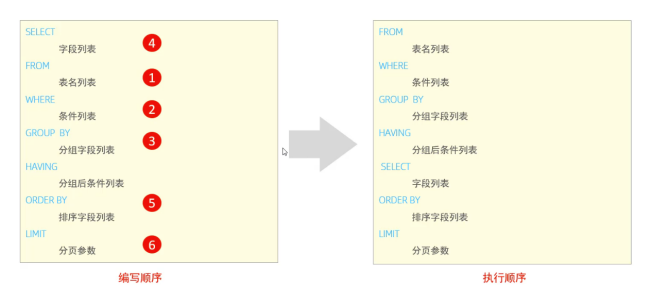 SELECT
字段列表 4
FROM
表名列表 1
WHERE
条件列表 2
GROUP BY
分组字段列表 3
HAVING
分组后条件列表
ORDER BY
排序字段列表 5
LIMIT
分页参数 6
编写顺序
FROM
表名列表
WHERE
条件列表
GROUP BY
分组字段列表
HAVING
分组后条件列表
SELECT
字段列表
ORDER BY
排序字段列表
LIMIT
分页参数
执行顺序